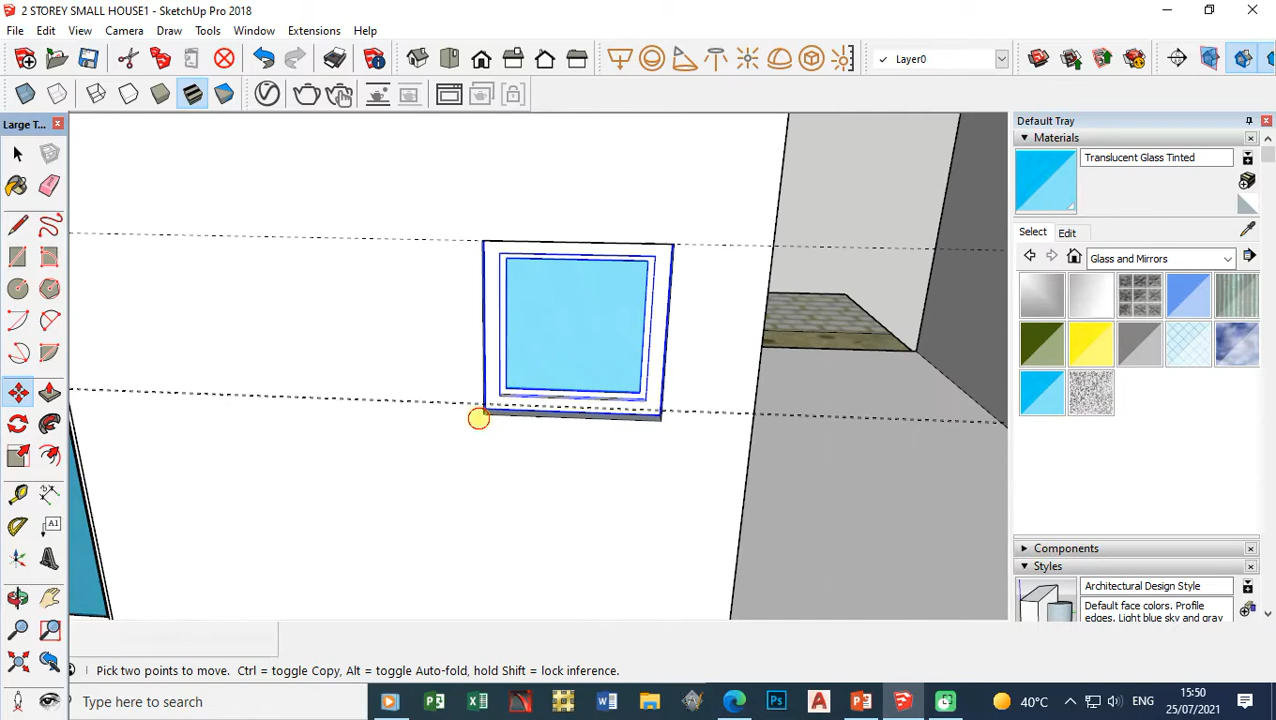 2 STOREY SMALL HOUSE1 - SketchUp Pro 2018
File Edit View Camera Draw Tools Window Extensions Help
Layer0
Large T...
Default Tray
Materials
Translucent Glass Tinted
Select Edit
Glass and Mirrors
A1
Components
Styles
Architectural Design Style
Default face colors. Profile
edges. Light blue sky and gray
Pick two points to move. Ctrl = toggle Copy, Alt = toggle Auto-fold, hold Shift = lock inference.
Type here to search
40°C
ENG
15:50
25/07/2021